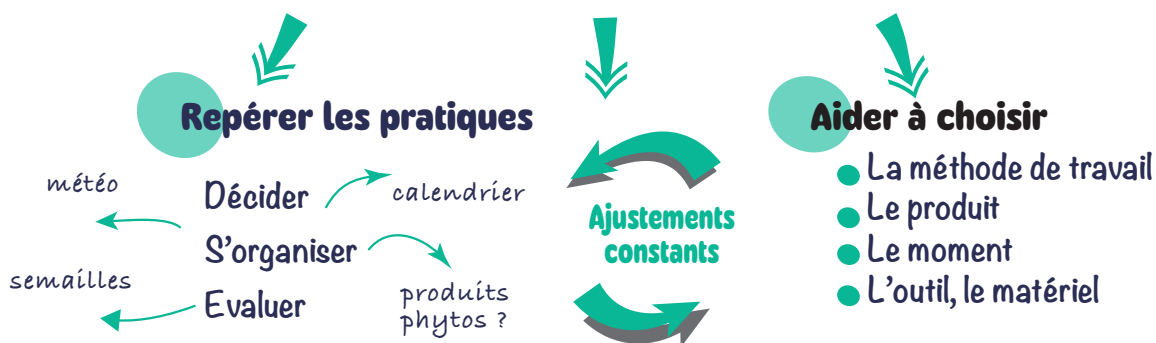 Repérer les pratiques
météo
Décider
calendrier
S'organiser
semailles
Evaluer
produits
phytos ?
Ajustements
constants
Aider à choisir
La méthode de travail
Le produit
Le moment
L'outil, le matériel